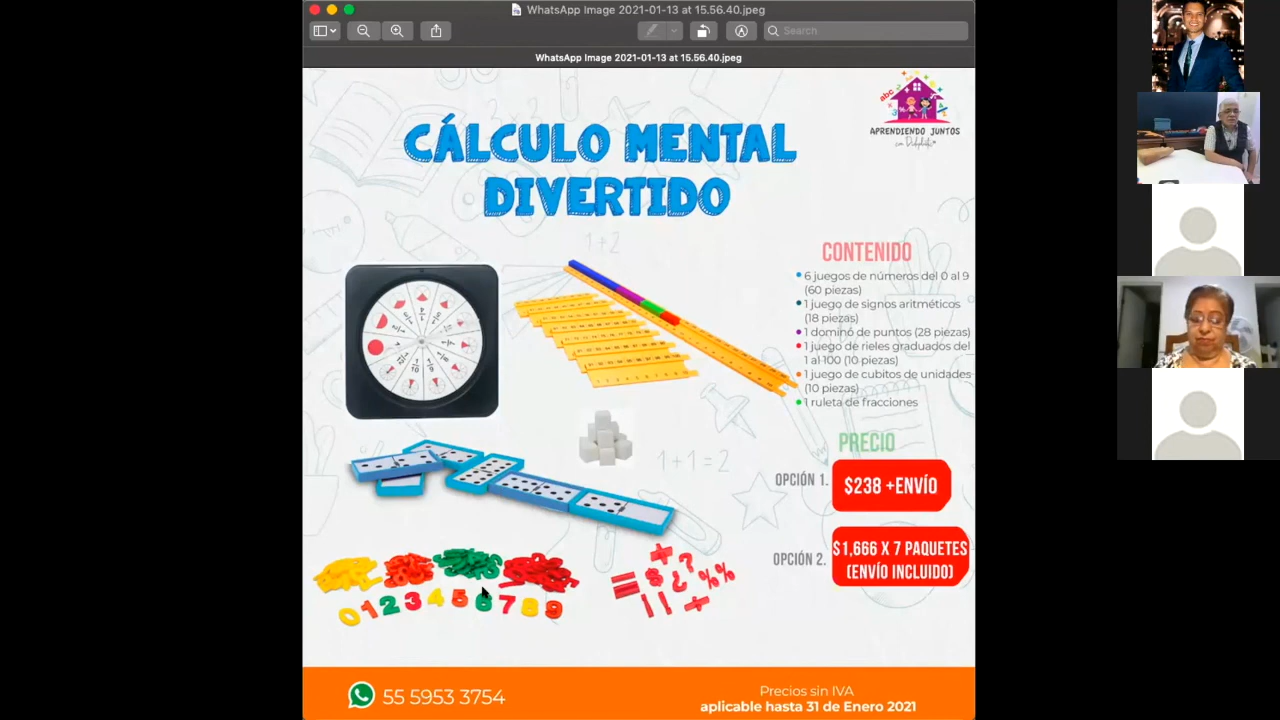 WhatsApp Image 2021-01-13 at 15.56.40.jpeg
Search
WhatsApp Image 2021-01-13 at 15.56.40.jpeg
abc
APRENDIENDO JUNTOS
CÁLCULO MENTAL
DIVERTIDO
1+2
CONTENIDO
6 juegos de números del 0 al 9
(60 piezas)
1 juego de signos aritméticos
(18 piezas)
1 dominó de puntos (28 piezas)
1 juego de rieles graduados del
1 al 100 (10 piezas)
1 juego de cubitos de unidades
(10 piezas)
1 ruleta de fracciones
PRECIO
1+1=2
OPCIÓN 1.
$238 +ENVÍO
OPCIÓN 2.
$1,666 X 7 PAQUETES
(ENVÍO INCLUIDO)
0 1 2 3 4 5 6 7 8 9
55 5953 3754
Precios sin IVA
aplicable hasta 31 de Enero 2021